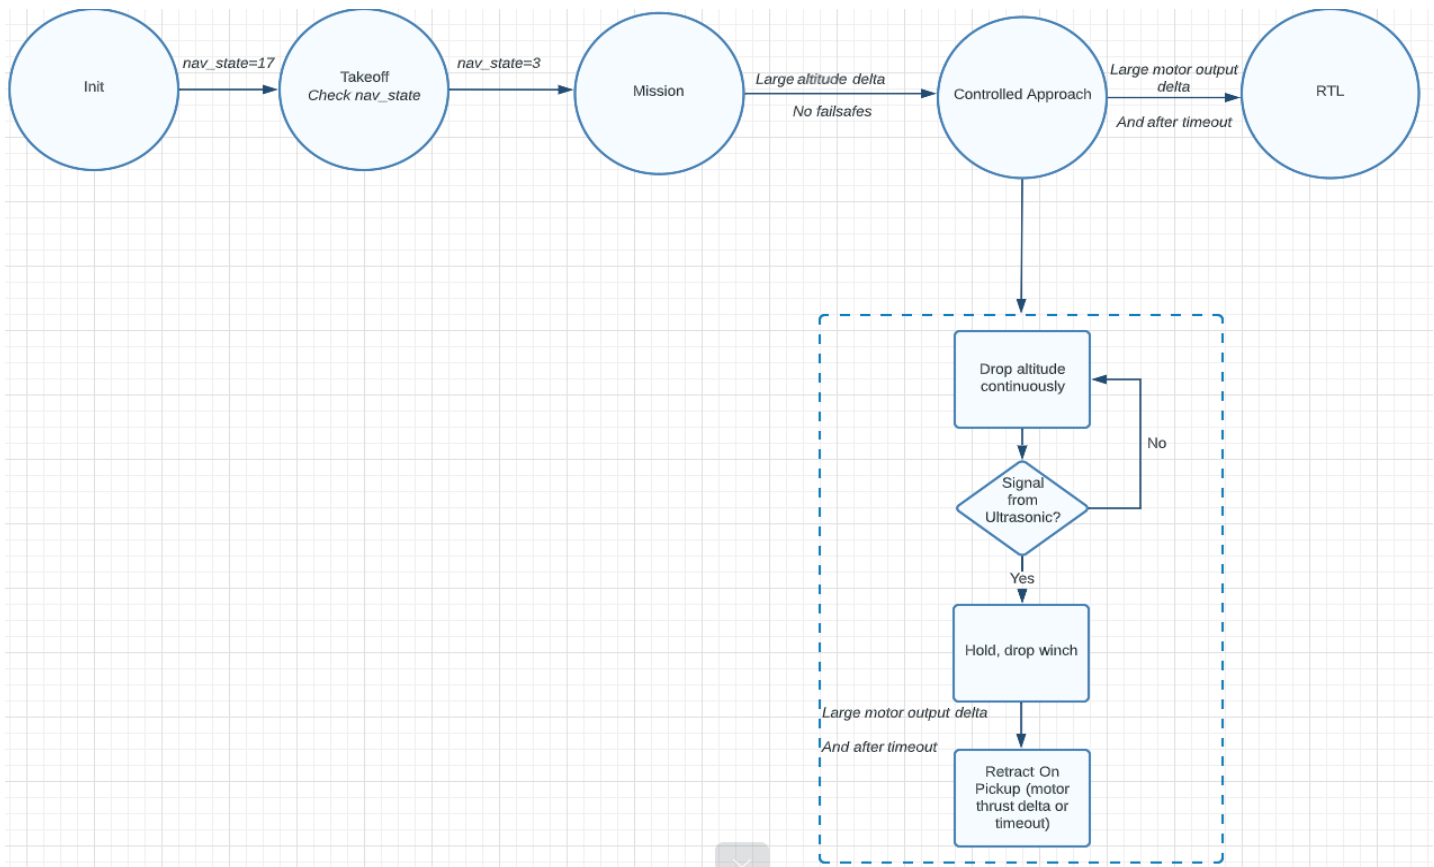 Init
nav_state=17
Takeoff
Check nav_state
nav_state=3
Mission
Large altitude delta
No failsafes
Controlled Approach
Large motor output
delta
And after timeout
RTL
Drop altitude
continuously
No
Signal
from
Ultrasonic?
Yes
Hold, drop winch
Large motor output delta
And after timeout
Retract On
Pickup (motor
thrust delta or
timeout)